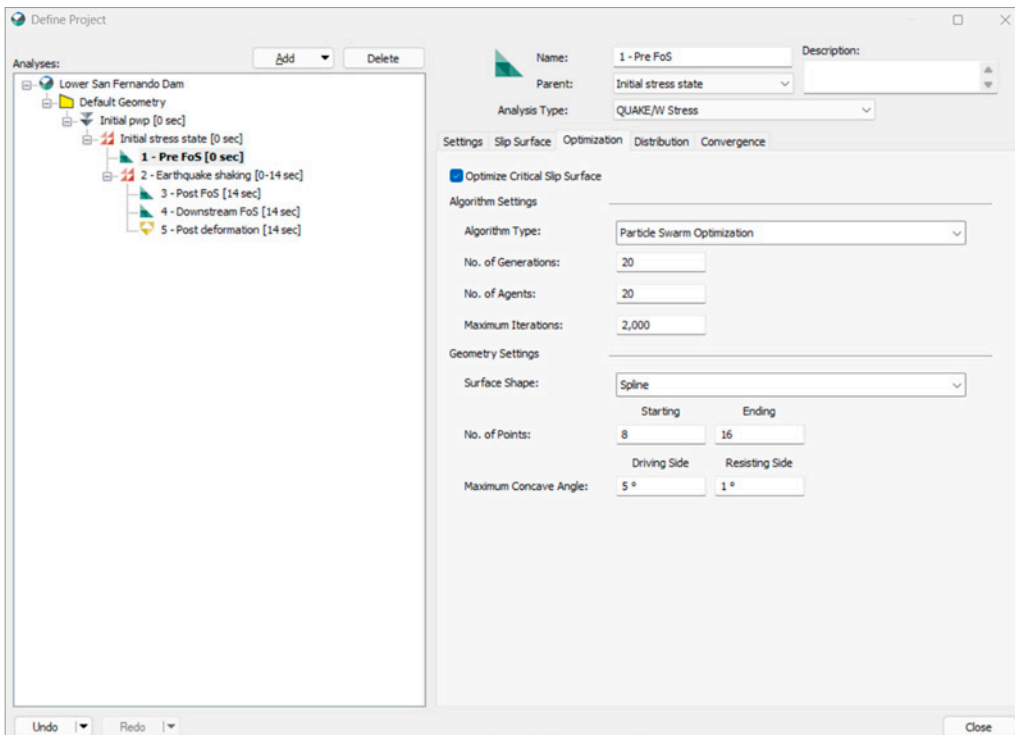 Define Project
Analyses:
Add
Delete
Lower San Fernando Dam
Default Geometry
Initial pwp [0 sec]
Initial stress state [0 sec]
1 - Pre FoS [0 sec]
2 - Earthquake shaking [0-14 sec]
3 - Post FoS [14 sec]
4 - Downstream FoS [14 sec]
5 - Post deformation [14 sec]
Name: 1 - Pre FoS
Description:
Parent: Initial stress state
Analysis Type: QUAKE/W Stress
Settings Slip Surface Optimization Distribution Convergence
Optimize Critical Slip Surface
Algorithm Settings
Algorithm Type: Particle Swarm Optimization
No. of Generations: 20
No. of Agents: 20
Maximum Iterations: 2,000
Geometry Settings
Surface Shape: Spline
Starting Ending
No. of Points: 8 16
Driving Side Resisting Side
Maximum Concave Angle: 5 ° 1 °
Undo Redo Close